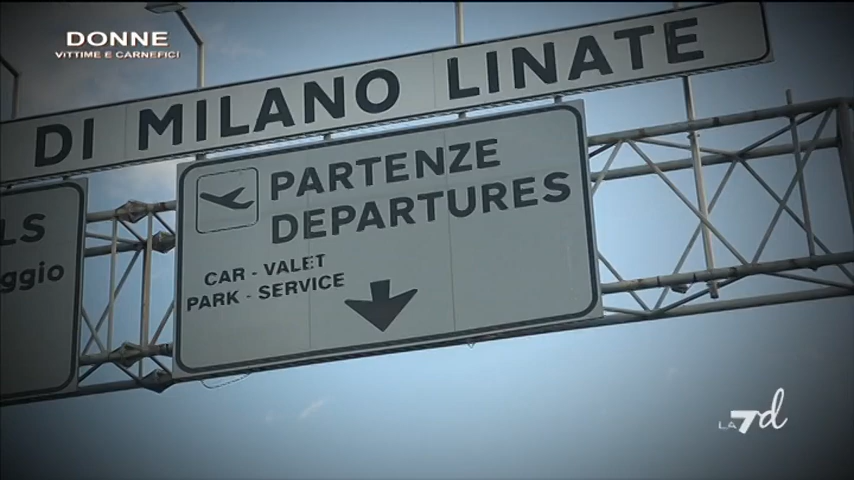 DONNE
VITTIME E CARNEFICI
DI MILANO LINATE
PARTENZE
DEPARTURES
CAR - VALET
PARK - SERVICE
LS
ggio
LA7d